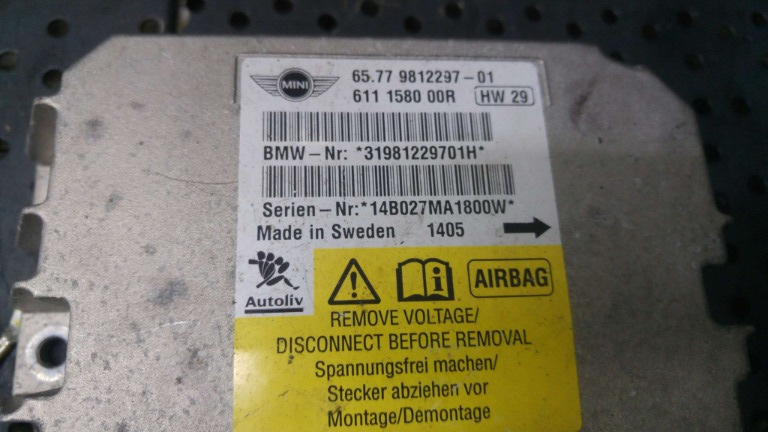 MINI
65.77 9812297-01
611 1580 00R HW 29
BMW-Nr: *31981229701H*
Serien-Nr:*14B027MA1800W*
Made in Sweden 1405
Autoliv
AIRBAG
REMOVE VOLTAGE/
DISCONNECT BEFORE REMOVAL
Spannungsfrei machen/
Stecker abziehen vor
Montage/Demontage